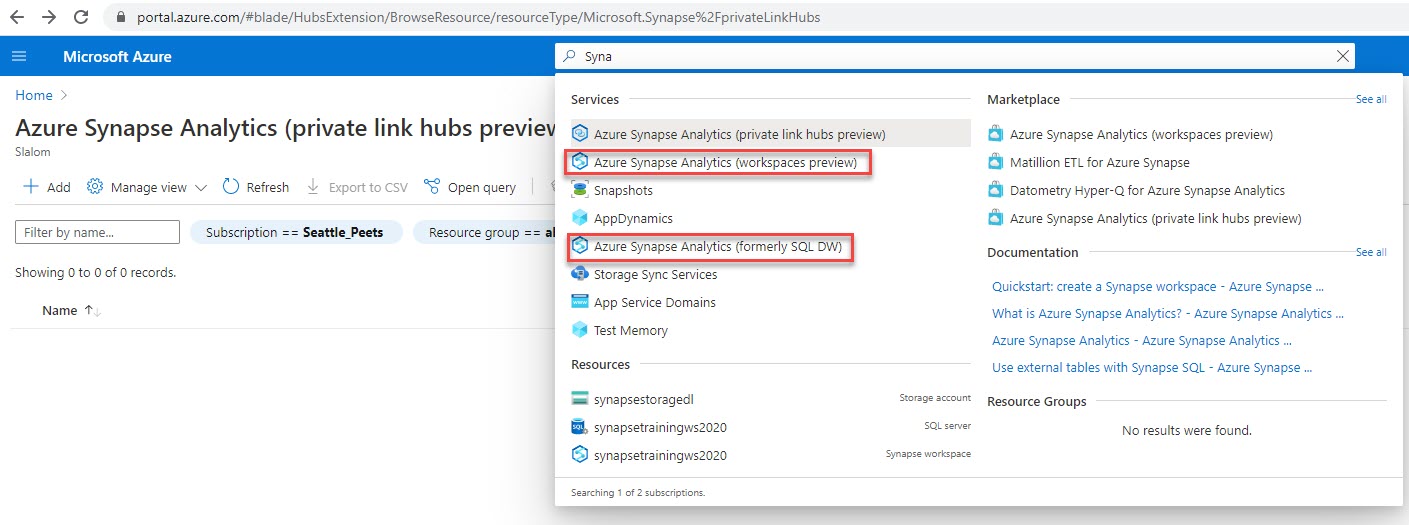 portal.azure.com/#blade/HubsExtension/BrowseResource/resourceType/Microsoft.Synapse%2FprivateLinkHubs
Microsoft Azure
Syna
Home
Azure Synapse Analytics (private link hubs preview
Slalom
Add
Manage view
Refresh
Export to CSV
Open query
Filter by name...
Subscription == Seattle_Peets
Resource group == al
Showing 0 to 0 of 0 records.
Name
Services
Azure Synapse Analytics (private link hubs preview)
Azure Synapse Analytics (workspaces preview)
Snapshots
AppDynamics
Azure Synapse Analytics (formerly SQL DW)
Storage Sync Services
App Service Domains
Test Memory
Resources
synapsestoragedl Storage account
synapsetrainingws2020 SQL server
synapsetrainingws2020 Synapse workspace
Searching 1 of 2 subscriptions.
Marketplace See all
Azure Synapse Analytics (workspaces preview)
Matillion ETL for Azure Synapse
Datometry Hyper-Q for Azure Synapse Analytics
Azure Synapse Analytics (private link hubs preview)
Documentation See all
Quickstart: create a Synapse workspace - Azure Synapse ...
What is Azure Synapse Analytics? - Azure Synapse Analytics ...
Azure Synapse Analytics - Azure Synapse Analytics ...
Use external tables with Synapse SQL - Azure Synapse ...
Resource Groups
No results were found.